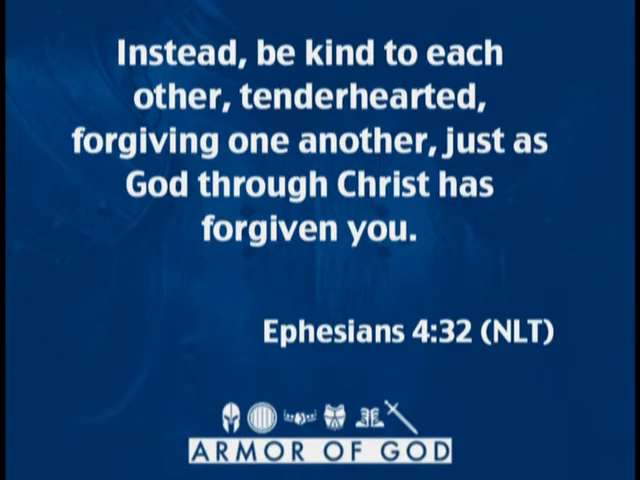 Instead, be kind to each
other, tenderhearted,
forgiving one another, just as
God through Christ has
forgiven you.
Ephesians 4:32 (NLT)
ARMOR OF GOD